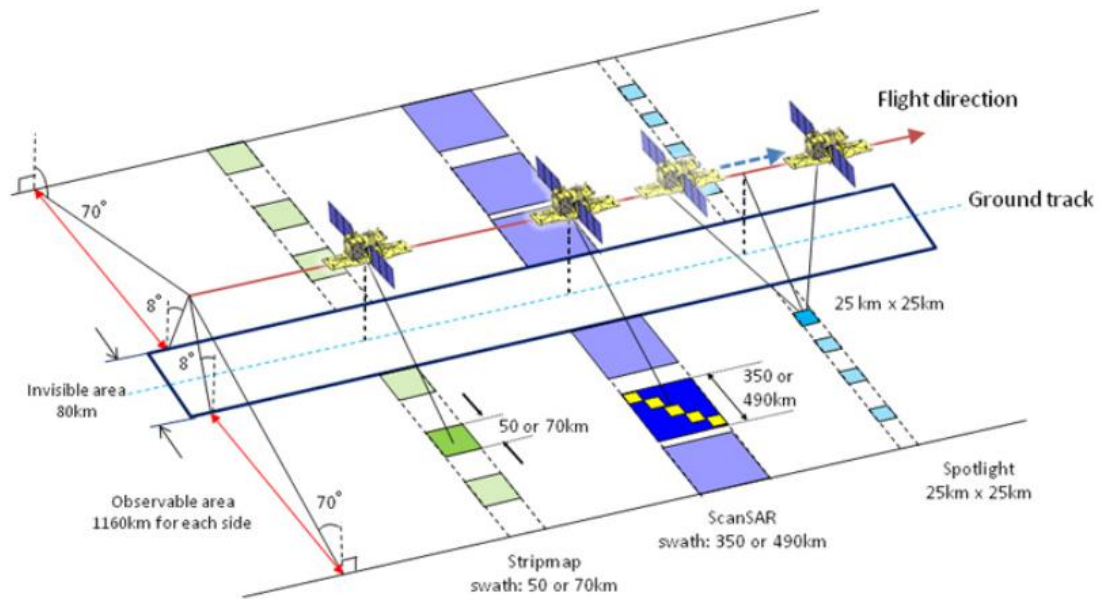 Flight direction
70°
Ground track
8°
25 km x 25km
8°
Invisible area
80km
350 or
490km
50 or 70km
Observable area
1160km for each side
70°
Spotlight
25km x 25km
ScanSAR
swath: 350 or 490km
Stripmap
swath: 50 or 70km